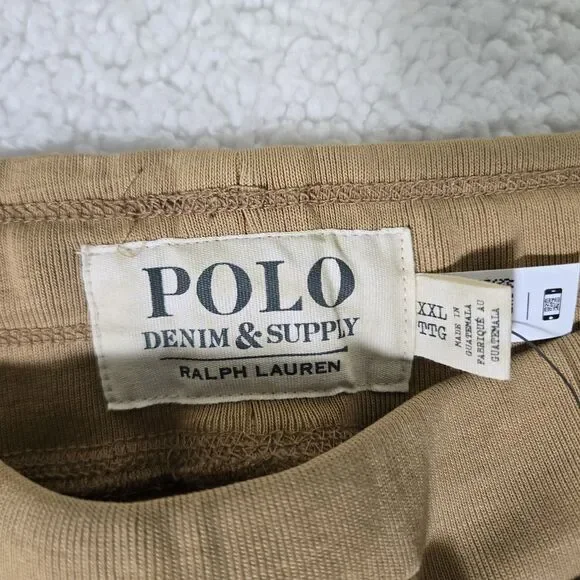 POLO
DENIM & SUPPLY
RALPH LAUREN
XXL
TTG
MADE IN
GUATEMALA
FABRIQUÉ AU
GUATEMALA